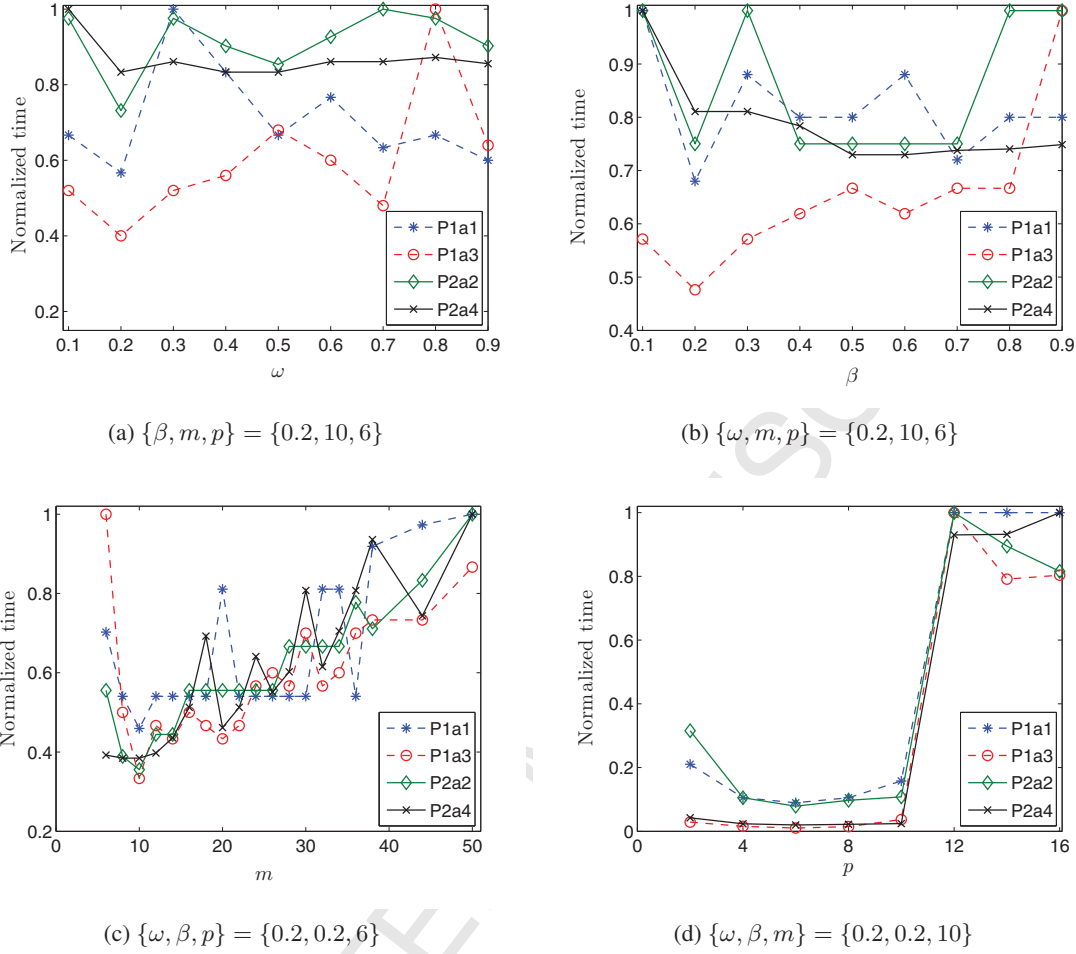 1
0.8
0.6
0.4
0.2
0.1 0.2 0.3 0.4 0.5 0.6 0.7 0.8 0.9
Normalized time
ω
P1a1
P1a3
P2a2
P2a4
(a) {β, m, p} = {0.2, 10, 6}
1
0.9
0.8
0.7
0.6
0.5
0.4
0.1 0.2 0.3 0.4 0.5 0.6 0.7 0.8 0.9
Normalized time
β
P1a1
P1a3
P2a2
P2a4
(b) {ω, m, p} = {0.2, 10, 6}
1
0.8
0.6
0.4
0.2
0 10 20 30 40 50
Normalized time
m
P1a1
P1a3
P2a2
P2a4
(c) {ω, β, p} = {0.2, 0.2, 6}
1
0.8
0.6
0.4
0.2
0
0 4 8 12 16
Normalized time
p
P1a1
P1a3
P2a2
P2a4
(d) {ω, β, m} = {0.2, 0.2, 10}